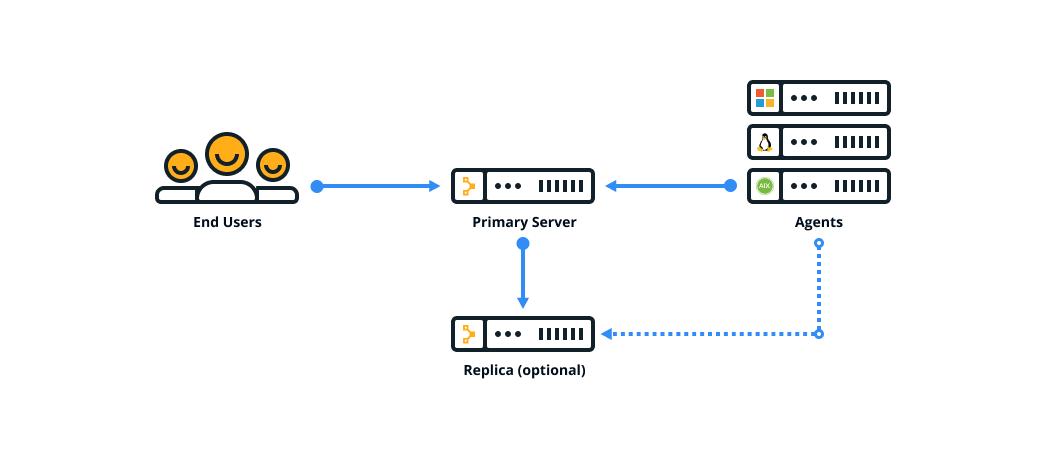 AIX
End Users
Primary Server
Agents
Replica (optional)